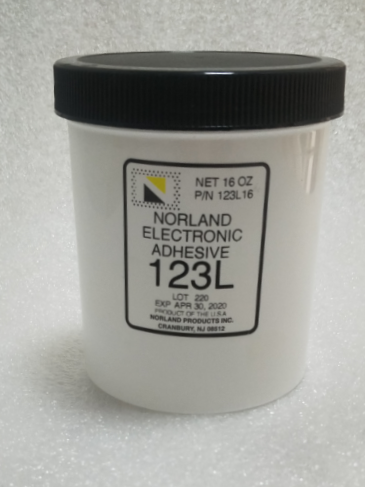 NET 16 OZ
P/N 123L16
NORLAND
ELECTRONIC
ADHESIVE
123L
LOT 220
EXP APR 30, 2020
PRODUCT OF THE U.S.A
NORLAND PRODUCTS INC.
CRANBURY, NJ 08512